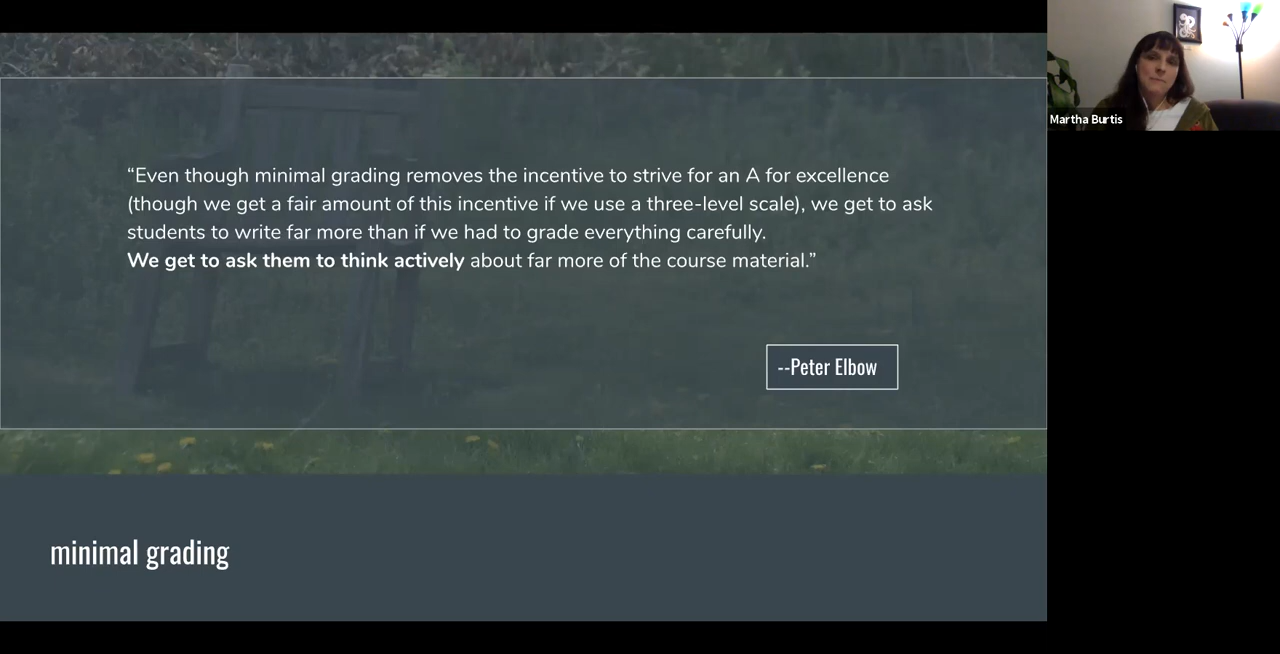 “Even though minimal grading removes the incentive to strive for an A for excellence
(though we get a fair amount of this incentive if we use a three-level scale), we get to ask
students to write far more than if we had to grade everything carefully.
We get to ask them to think actively about far more of the course material.”
--Peter Elbow
minimal grading
Martha Burtis